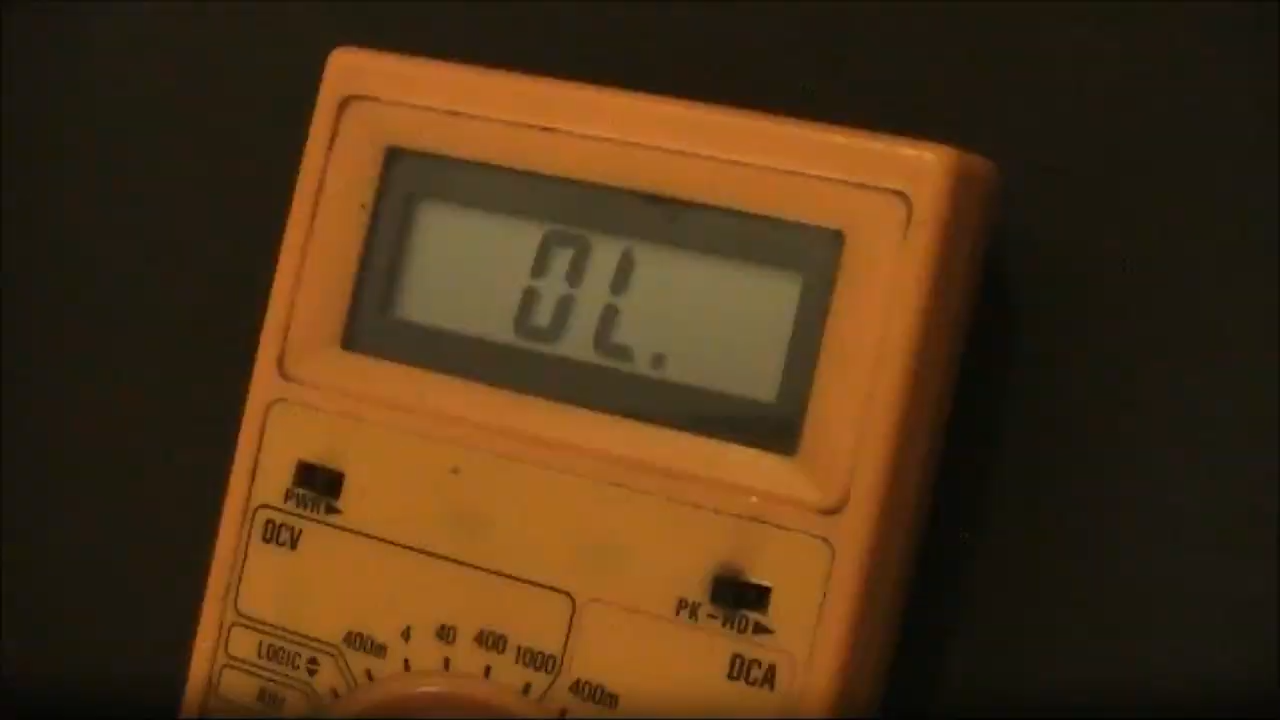 OL.
PWR►
DCV
PK-HD►
400m 4 40 400 1000
LOGIC
DCA
400m